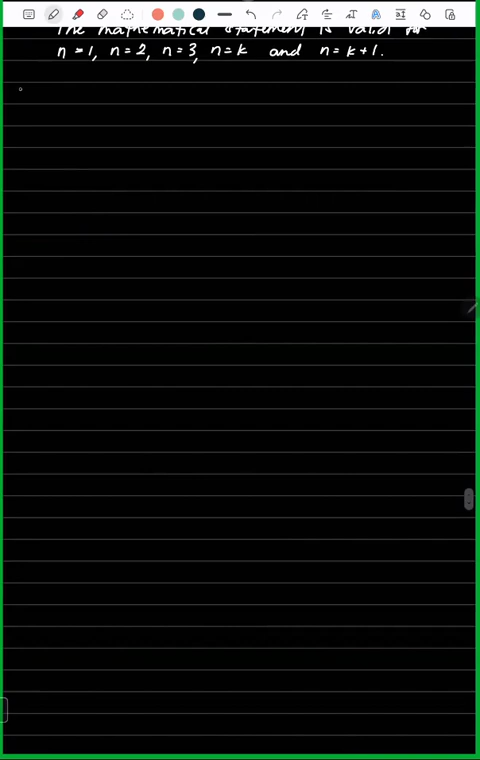 The mathematical statement is valid for
n = 1, n = 2, n = 3, n = k and n = k + 1.